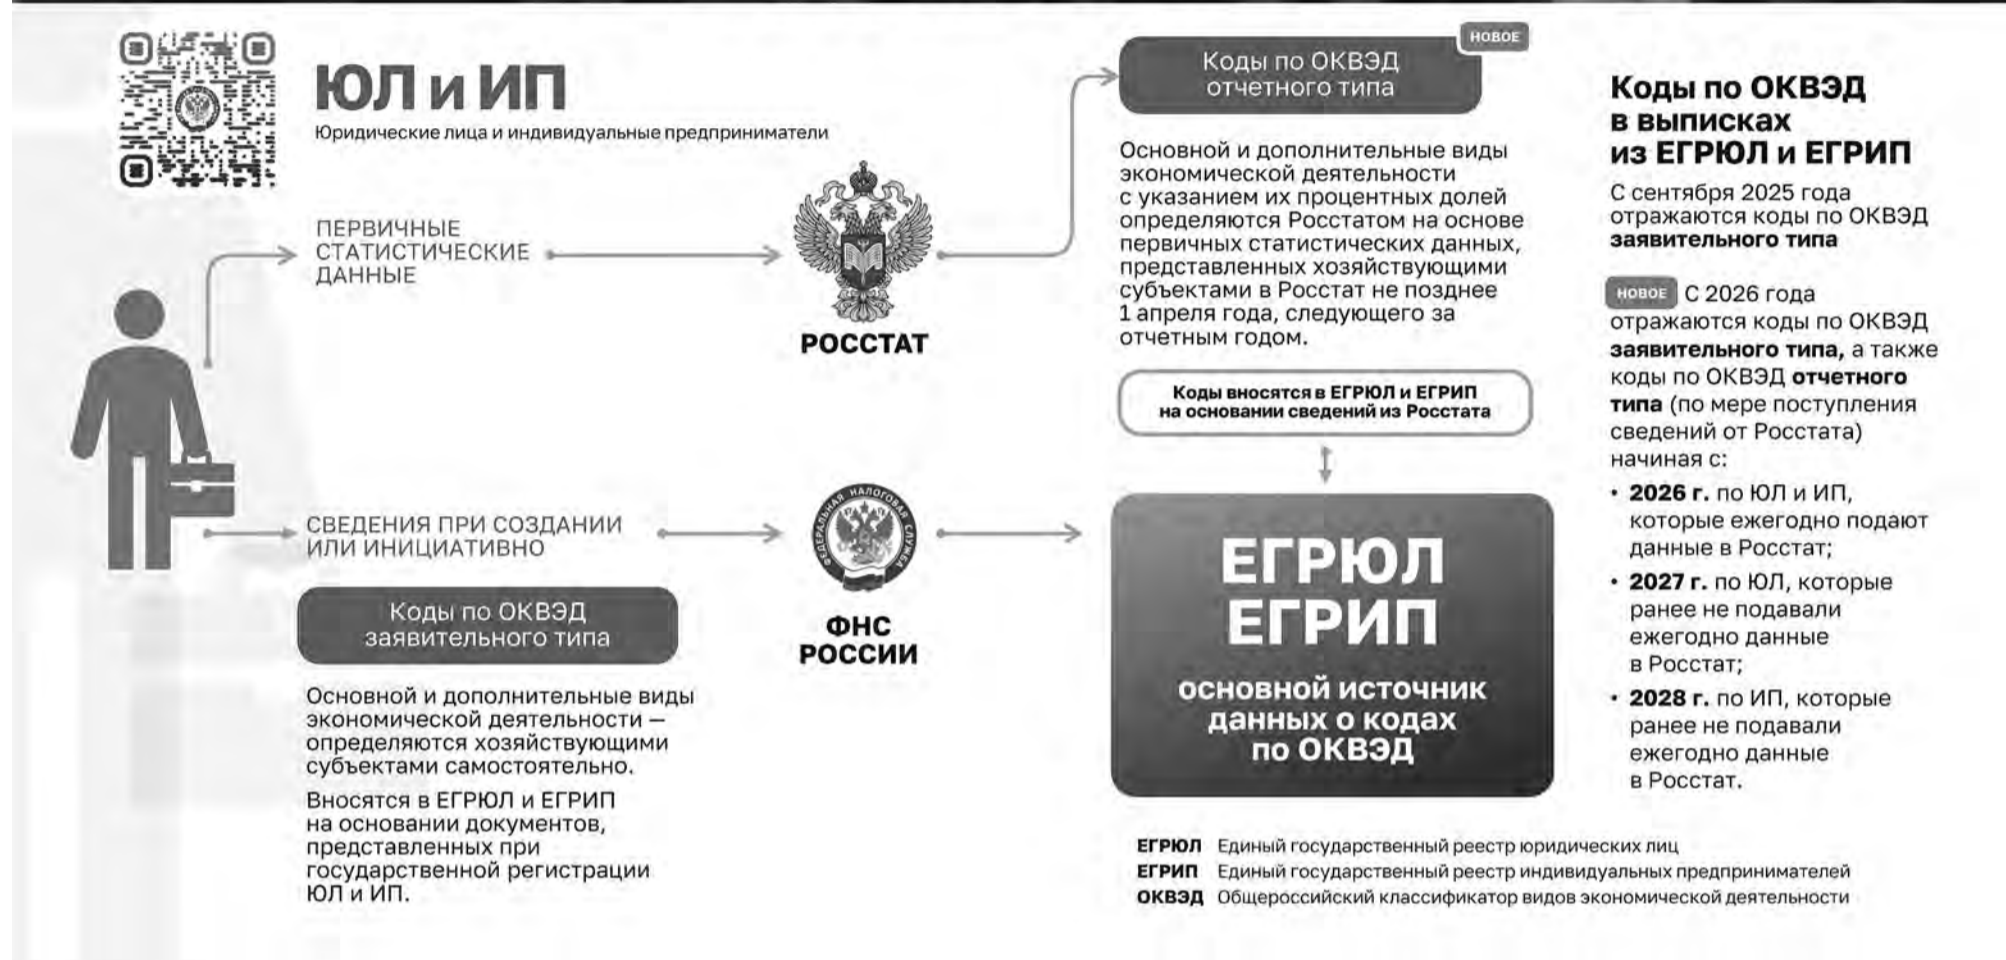 ЮЛ и ИП
Юридические лица и индивидуальные предприниматели
ПЕРВИЧНЫЕ
СТАТИСТИЧЕСКИЕ
ДАННЫЕ
РОССТАТ
НОВОЕ
Коды по ОКВЭД
отчетного типа
Основной и дополнительные виды
экономической деятельности
с указанием их процентных долей
определяются Росстатом на основе
первичных статистических данных,
представленных хозяйствующими
субъектами в Росстат не позднее
1 апреля года, следующего за
отчетным годом.
Коды вносятся в ЕГРЮЛ и ЕГРИП
на основании сведений из Росстата
СВЕДЕНИЯ ПРИ СОЗДАНИИ
ИЛИ ИНИЦИАТИВНО
Коды по ОКВЭД
заявительного типа
Основной и дополнительные виды
экономической деятельности —
определяются хозяйствующими
субъектами самостоятельно.
Вносятся в ЕГРЮЛ и ЕГРИП
на основании документов,
представленных при
государственной регистрации
ЮЛ и ИП.
ФЕДЕРАЛЬНАЯ НАЛОГОВАЯ СЛУЖБА
ФНС
РОССИИ
ЕГРЮЛ
ЕГРИП
основной источник
данных о кодах
по ОКВЭД
Коды по ОКВЭД
в выписках
из ЕГРЮЛ и ЕГРИП
С сентября 2025 года
отражаются коды по ОКВЭД
заявительного типа
НОВОЕ С 2026 года
отражаются коды по ОКВЭД
заявительного типа, а также
коды по ОКВЭД отчетного
типа (по мере поступления
сведений от Росстата)
начиная с:
• 2026 г. по ЮЛ и ИП,
которые ежегодно подают
данные в Росстат;
• 2027 г. по ЮЛ, которые
ранее не подавали
ежегодно данные
в Росстат;
• 2028 г. по ИП, которые
ранее не подавали
ежегодно данные
в Росстат.
ЕГРЮЛ Единый государственный реестр юридических лиц
ЕГРИП Единый государственный реестр индивидуальных предпринимателей
ОКВЭД Общероссийский классификатор видов экономической деятельности